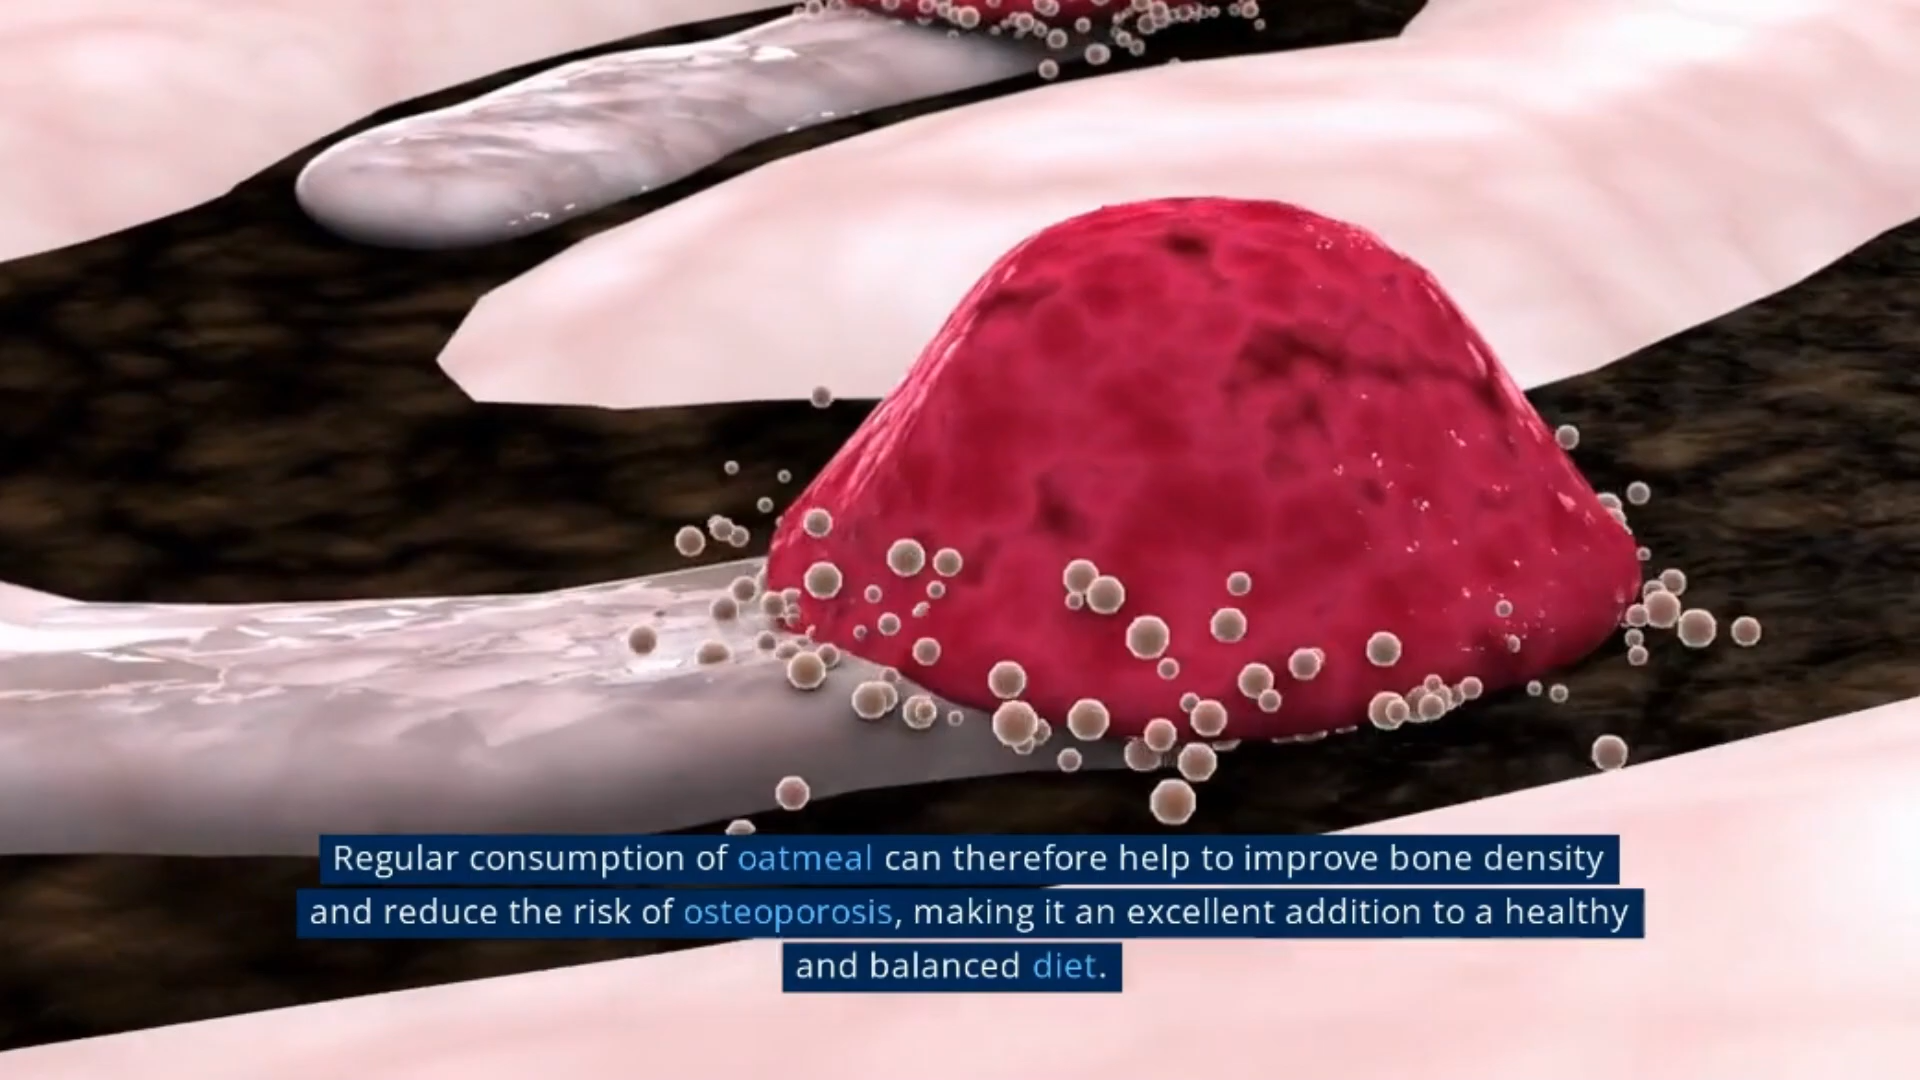 Regular consumption of oatmeal can therefore help to improve bone density
and reduce the risk of osteoporosis, making it an excellent addition to a healthy
and balanced diet.